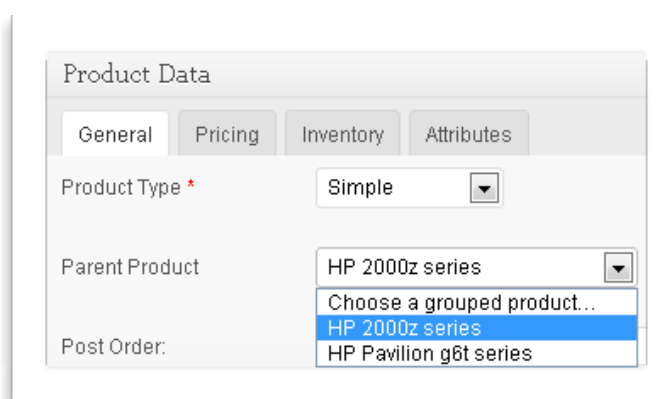 Product Data
General Pricing Inventory Attributes
Product Type * Simple
Parent Product HP 2000z series
Choose a grouped product...
HP 2000z series
Post Order: HP Pavilion g6t series